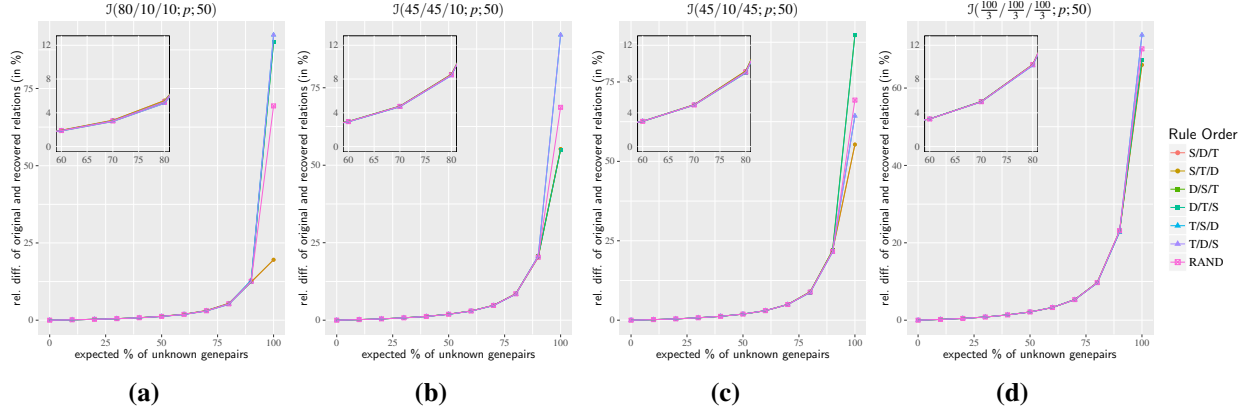 ℐ(80/10/10; p; 50)
rel. diff. of original and recovered relations (in %)
75
50
25
0
12
8
4
0
60 65 70 75 80
0 25 50 75 100
expected % of unknown genepairs
(a)
ℐ(45/45/10; p; 50)
rel. diff. of original and recovered relations (in %)
75
50
25
0
12
8
4
0
60 65 70 75 80
0 25 50 75 100
expected % of unknown genepairs
(b)
ℐ(45/10/45; p; 50)
rel. diff. of original and recovered relations (in %)
75
50
25
0
12
8
4
0
60 65 70 75 80
0 25 50 75 100
expected % of unknown genepairs
(c)
ℐ(100/3/100/3/100/3; p; 50)
rel. diff. of original and recovered relations (in %)
60
40
20
0
12
8
4
0
60 65 70 75 80
0 25 50 75 100
expected % of unknown genepairs
(d)
Rule Order
S/D/T
S/T/D
D/S/T
D/T/S
T/S/D
T/D/S
RAND